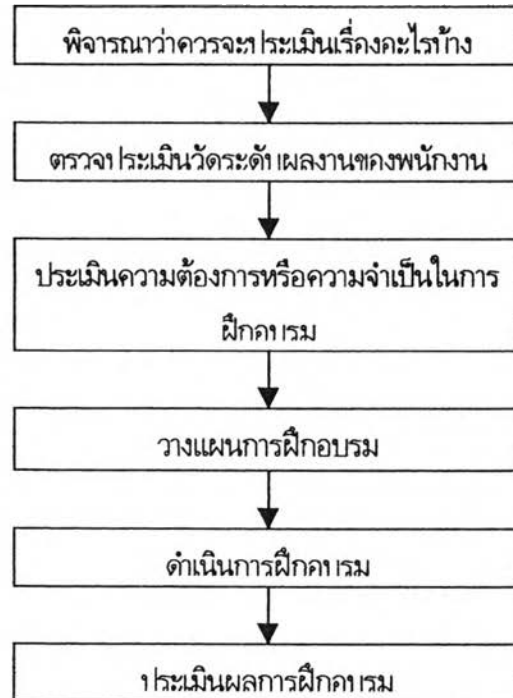 พิจารณาว่าควรจะประเมินเรื่องอะไรบ้าง
ตรวจประเมินวัดระดับผลงานของพนักงาน
ประเมินความต้องการหรือความจำเป็นในการ
ฝึกอบรม
วางแผนการฝึกอบรม
ดำเนินการฝึกอบรม
ประเมินผลการฝึกอบรม